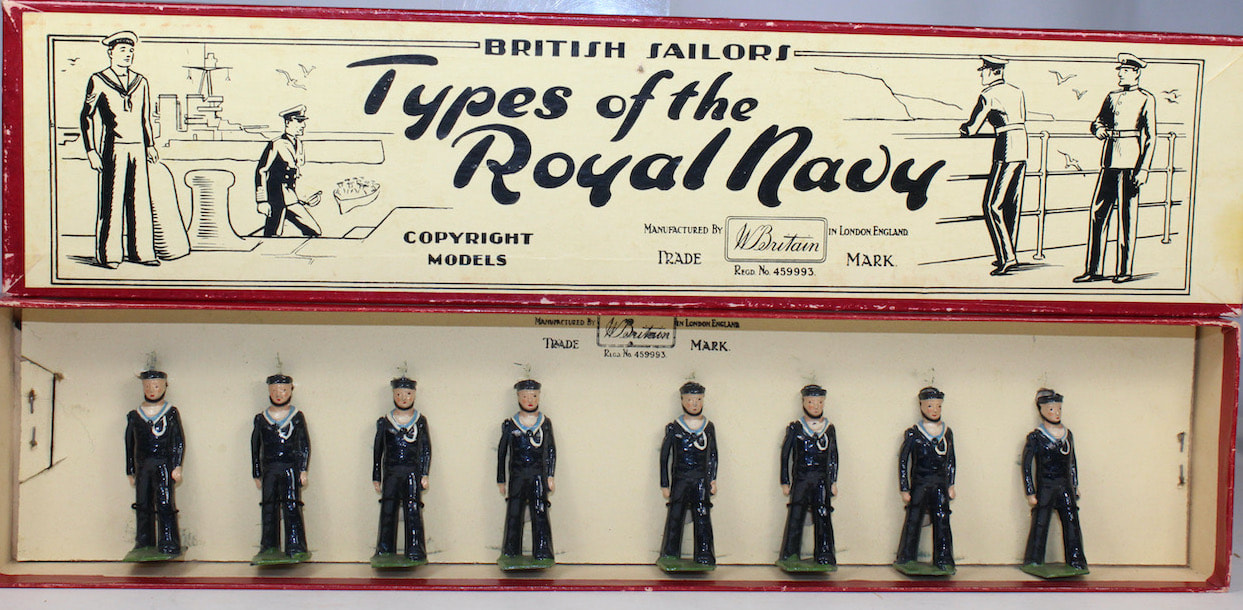 BRITISH SAILORS
Types of the
Royal Navy
COPYRIGHT
MODELS
MANUFACTURED BY W Britain IN LONDON ENGLAND
TRADE MARK.
REGD. No. 459993.
MANUFACTURED BY W Britain IN LONDON ENGLAND
TRADE MARK.
REGD. No. 459993.